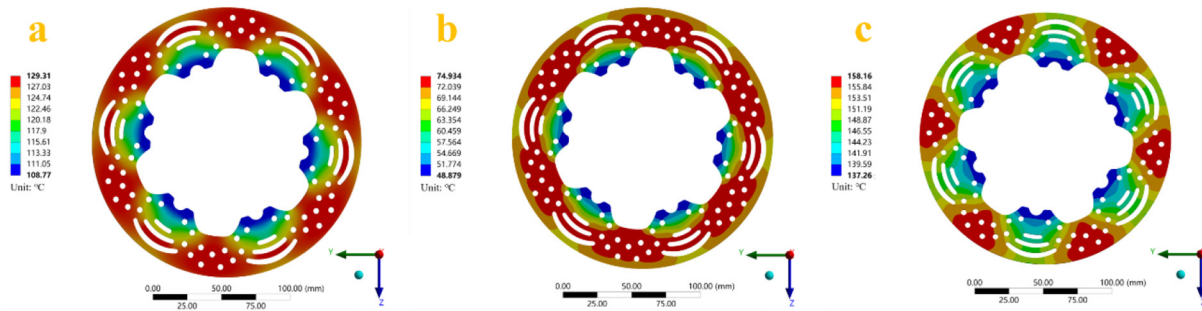 a
129.31
127.03
124.74
122.46
120.18
117.9
115.61
113.33
111.05
108.77
Unit: °C
Y
X
Z
0.00 50.00 100.00 (mm)
25.00 75.00
b
74.934
72.039
69.144
66.249
63.354
60.459
57.564
54.669
51.774
48.879
Unit: °C
Y
X
Z
0.00 50.00 100.00 (mm)
25.00 75.00
c
158.16
155.84
153.51
151.19
148.87
146.55
144.23
141.91
139.59
137.26
Unit: °C
Y
Z
0.00 50.00 100.00 (mm)
25.00 75.00